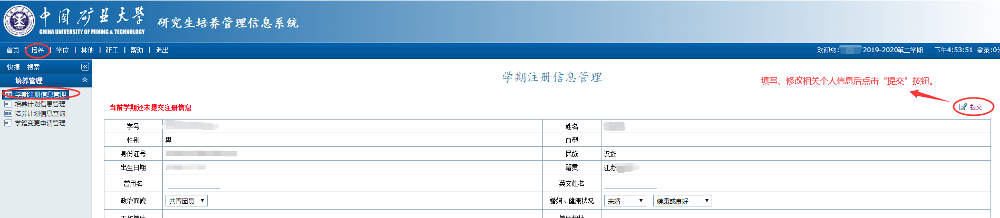 中国矿业大学
CHINA UNIVERSITY OF MINING & TECHNOLOGY
研究生培养管理信息系统
首页 | 培养 | 学位 | 其他 | 研工 | 帮助 | 退出
欢迎您: 2019-2020第二学期 下午4:53:51 登录:0分
快捷 搜索
培养管理
学期注册信息管理
培养计划信息管理
培养计划信息查询
学籍变更申请管理
学期注册信息管理
填写、修改相关个人信息后点击“提交”按钮。
当前学期还未提交注册信息
提交
学号 姓名
性别 男 血型
身份证号 民族 汉族
出生日期 籍贯 江苏
曾用名 英文姓名
政治面貌 共青团员 婚姻、健康状况 未婚 健康或良好
工作单位 单位地址